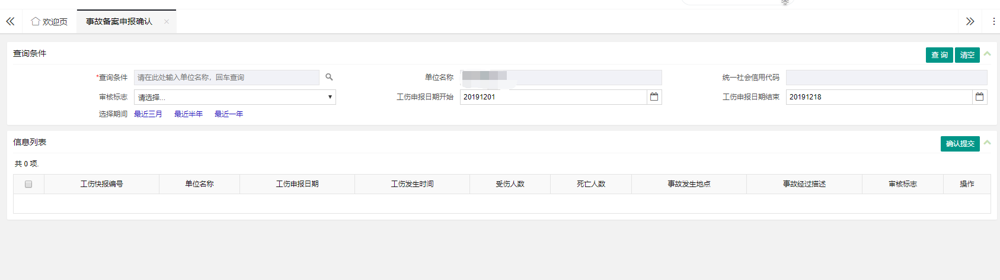 欢迎页 事故备案申报确认
查询条件 查 询 清空
*查询条件 请在此处输入单位名称，回车查询 单位名称 统一社会信用代码
审核标志 请选择... 工伤申报日期开始 20191201 工伤申报日期结束 20191218
选择期间 最近三月 最近半年 最近一年
信息列表 确认提交
共 0 项.
工伤快报编号 单位名称 工伤申报日期 工伤发生时间 受伤人数 死亡人数 事故发生地点 事故经过描述 审核标志 操作